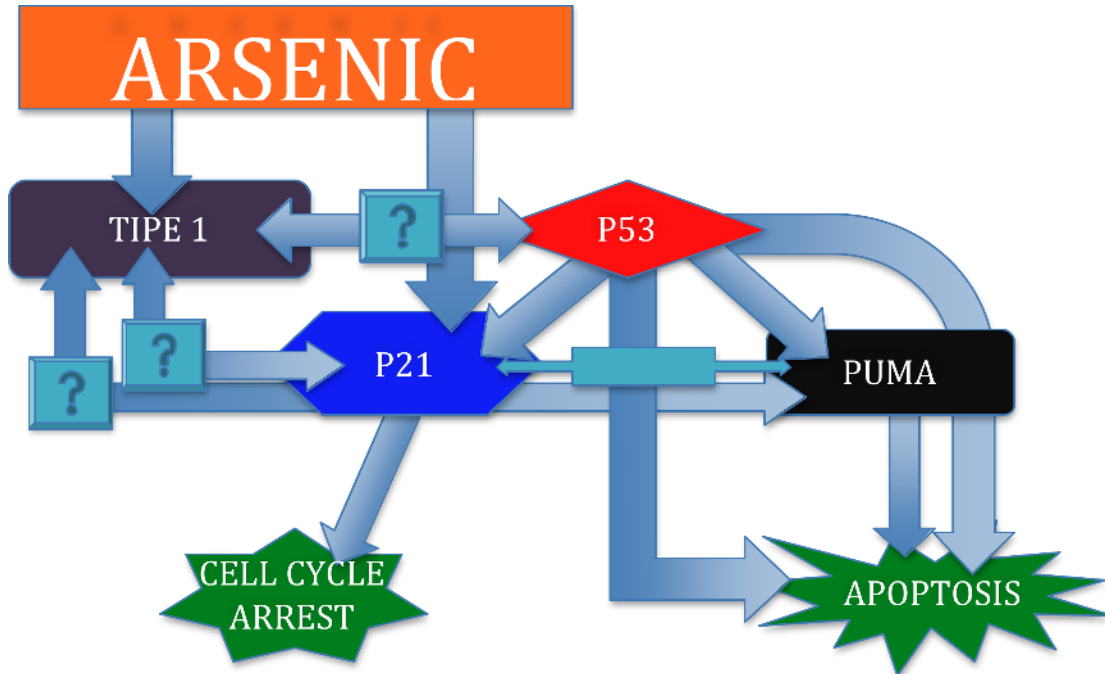 ARSENIC
TIPE 1
?
P53
?
?
P21
PUMA
CELL CYCLE
ARREST
APOPTOSIS